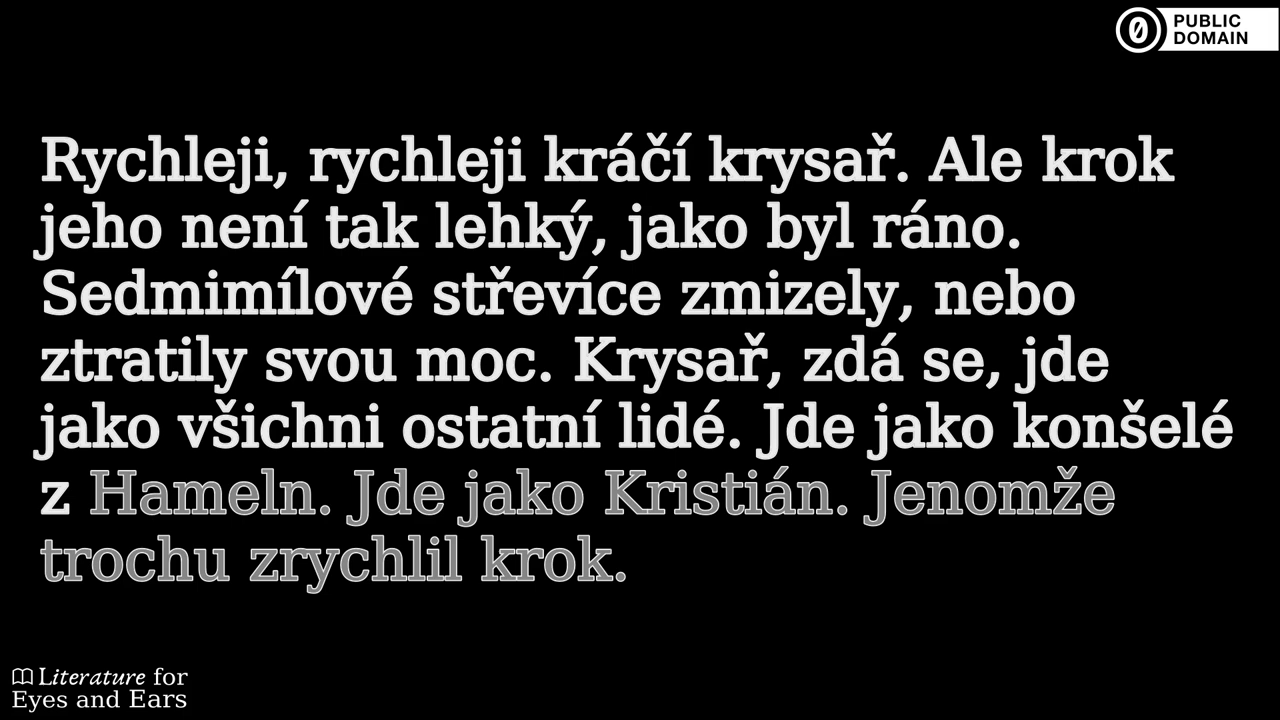 PUBLIC
DOMAIN
Rychleji, rychleji kráčí krysař. Ale krok
jeho není tak lehký, jako byl ráno.
Sedmimílové střevíce zmizely, nebo
ztratily svou moc. Krysař, zdá se, jde
jako všichni ostatní lidé. Jde jako konšelé
z Hameln. Jde jako Kristián. Jenomže
trochu zrychlil krok.
Literature for
Eyes and Ears